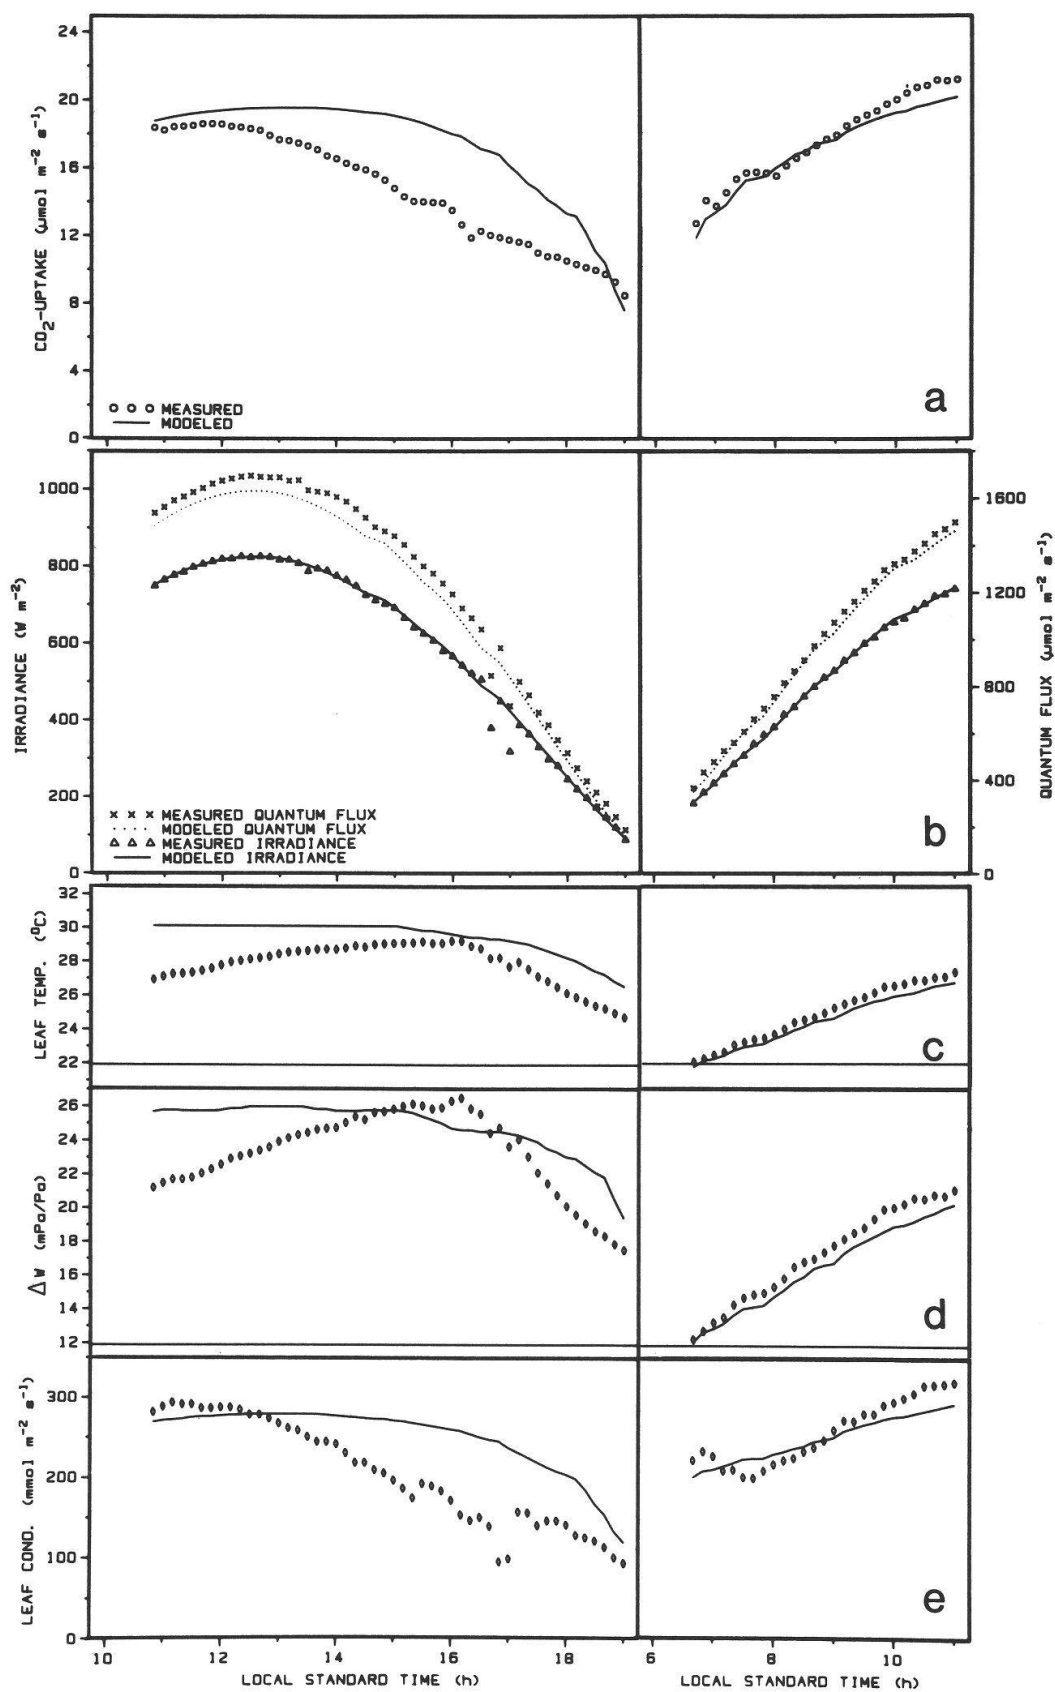 24
20
16
12
8
4
0
CO2-UPTAKE (μmol m-2 s-1)
o o o MEASURED
MODELED
a
1000
800
600
400
200
0
IRRADIANCE (W m-2)
1600
1200
800
400
0
QUANTUM FLUX (μmol m-2 s-1)
x x x MEASURED QUANTUM FLUX
MODELED QUANTUM FLUX
MEASURED IRRADIANCE
MODELED IRRADIANCE
b
32
30
28
26
24
22
LEAF TEMP. (°C)
c
26
24
22
20
18
16
14
12
ΔW (mPa/Pa)
d
300
200
100
0
LEAF COND. (mmol m-2 s-1)
e
10 12 14 16 18 6 8 10
LOCAL STANDARD TIME (h) LOCAL STANDARD TIME (h)